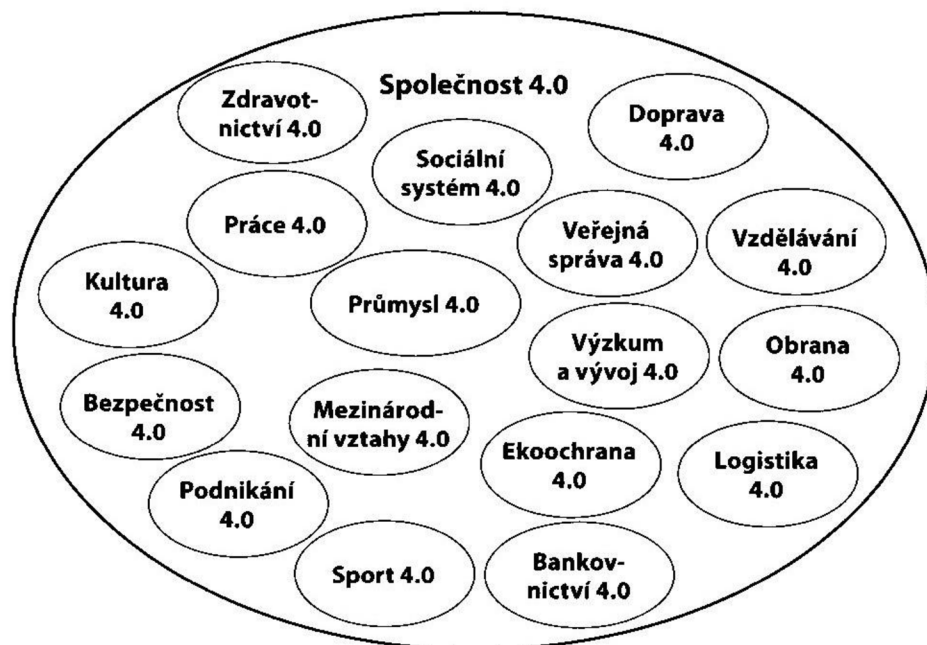 Společnost 4.0
Zdravot-
nictví 4.0
Doprava
4.0
Sociální
systém 4.0
Práce 4.0
Veřejná
správa 4.0
Vzdělávání
4.0
Kultura
4.0
Průmysl 4.0
Výzkum
a vývoj 4.0
Obrana
4.0
Bezpečnost
4.0
Mezinárod-
ní vztahy 4.0
Ekoochrana
4.0
Logistika
4.0
Podnikání
4.0
Sport 4.0
Bankov-
nictví 4.0